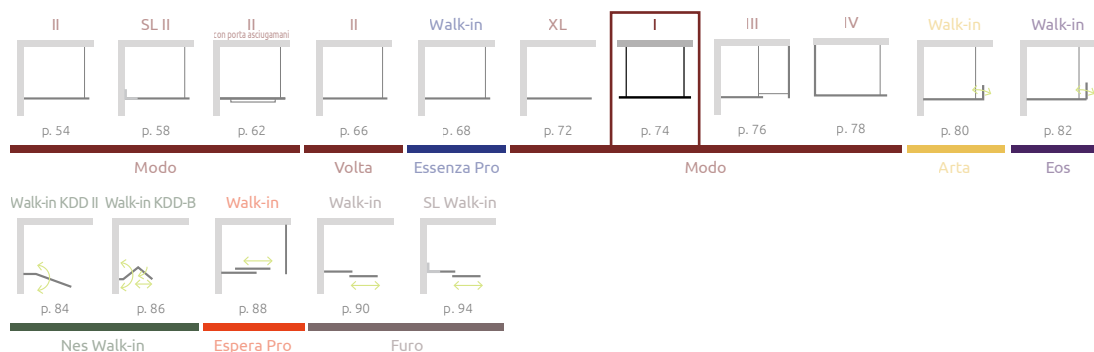 II SL II II II Walk-in XL I III IV Walk-in Walk-in
con porta asciugamani
p. 54 p. 58 p. 62 p. 66 p. 68 p. 72 p. 74 p. 76 p. 78 p. 80 p. 82
Modo Volta Essenza Pro Modo Arta Eos
Walk-in KDD II Walk-in KDD-B Walk-in Walk-in SL Walk-in
p. 84 p. 86 p. 88 p. 90 p. 94
Nes Walk-in Espera Pro Furo